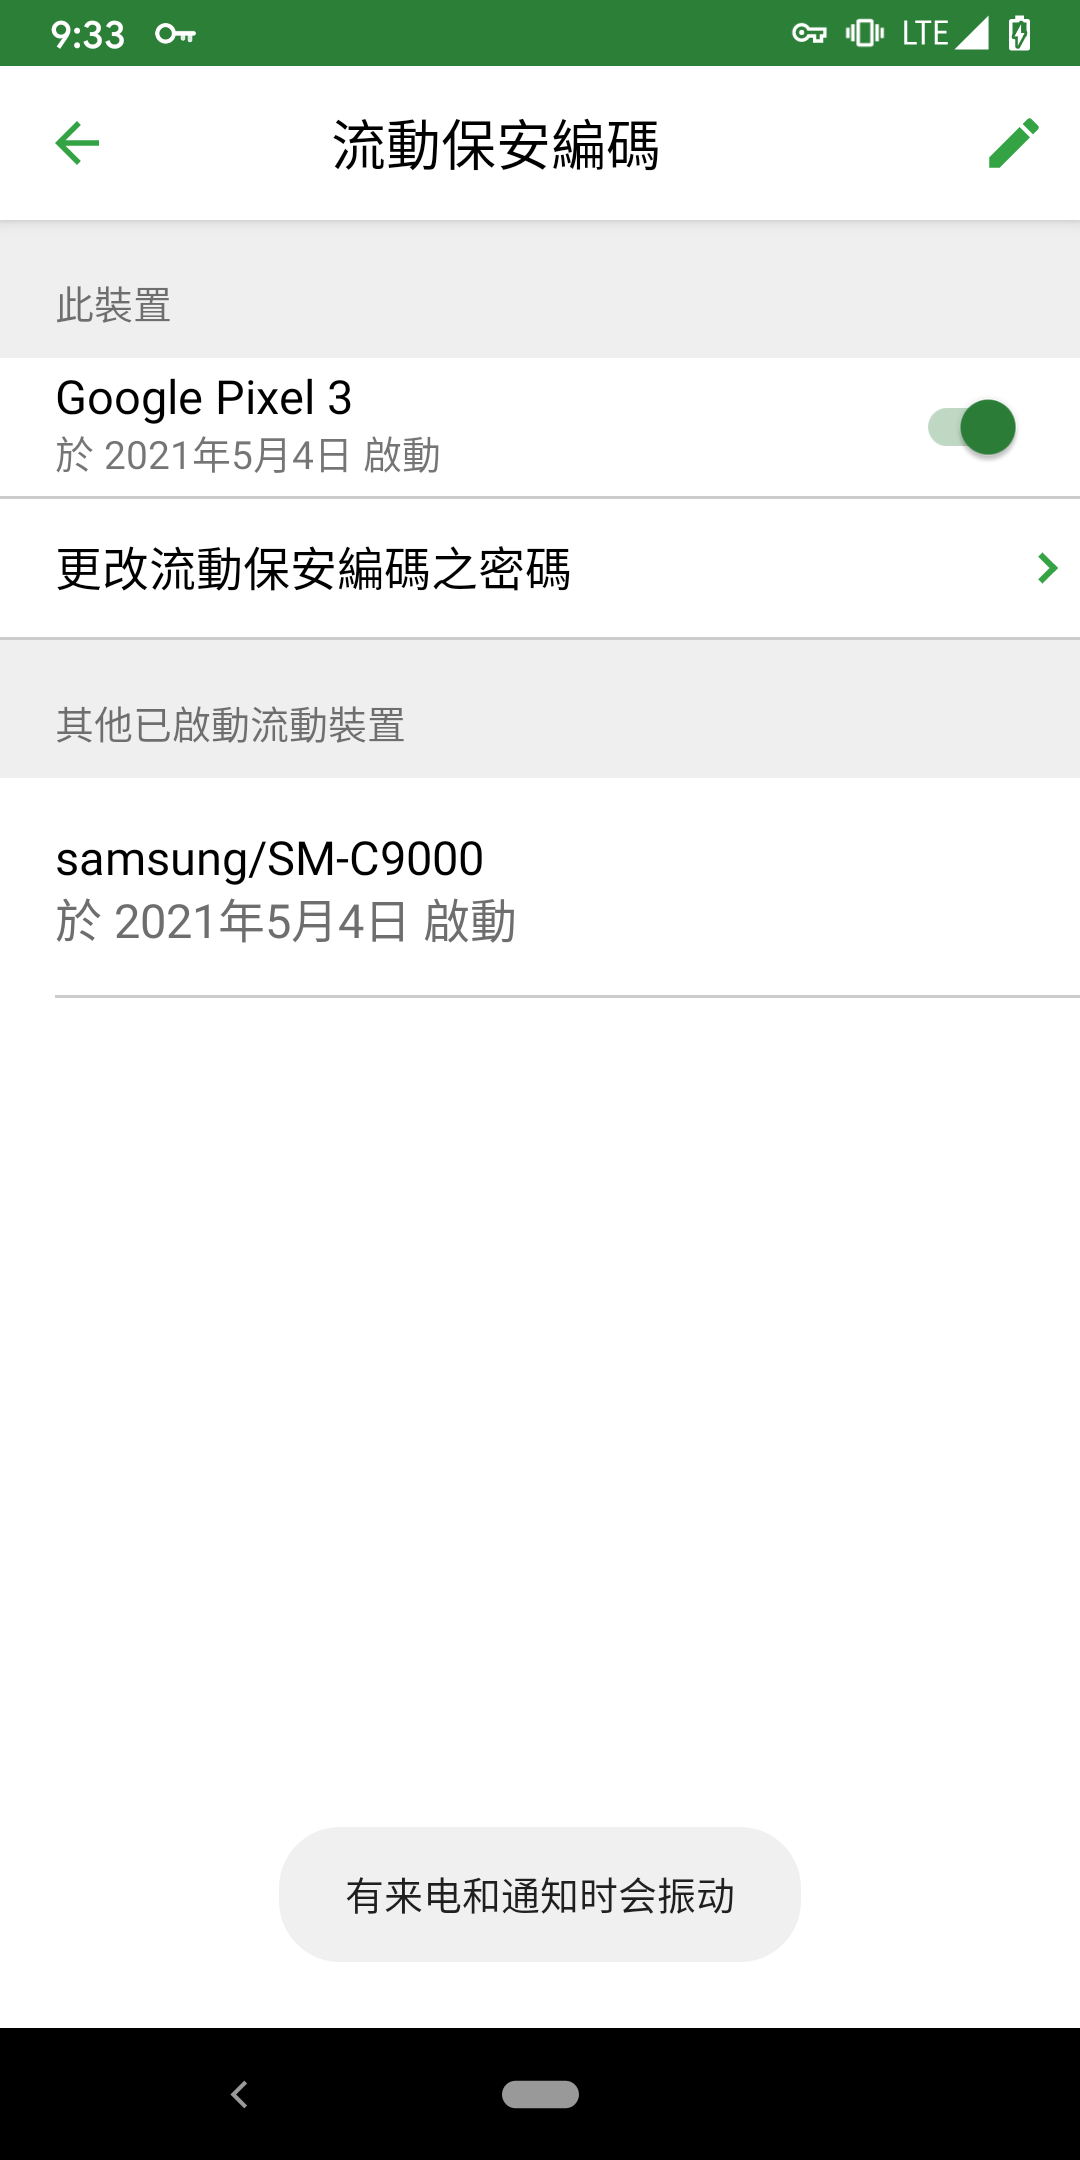 9:33 LTE
流動保安編碼
此裝置
Google Pixel 3
於 2021年5月4日 啟動
更改流動保安編碼之密碼
其他已啟動流動裝置
samsung/SM-C9000
於 2021年5月4日 啟動
有来电和通知时会振动